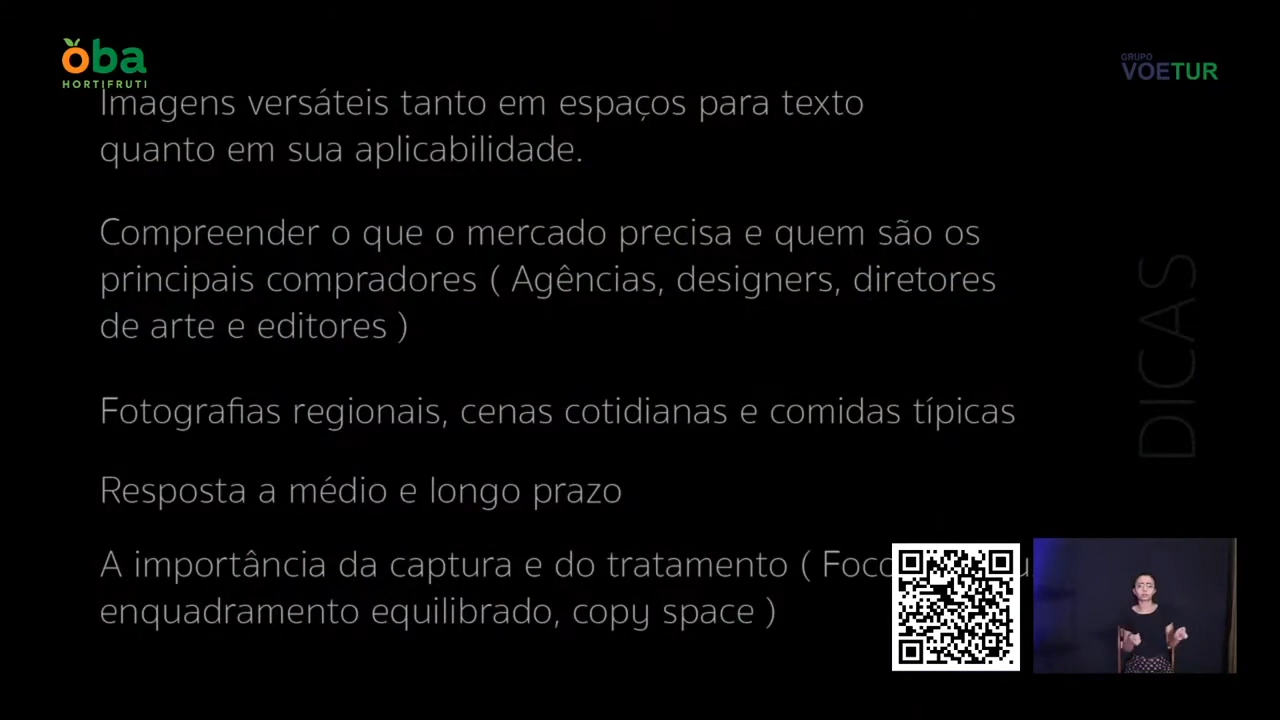 öba
HORTIFRUTI
GRUPO
VOETUR
Imagens versáteis tanto em espaços para texto
quanto em sua aplicabilidade.
Compreender o que o mercado precisa e quem são os
principais compradores ( Agências, designers, diretores
de arte e editores )
Fotografias regionais, cenas cotidianas e comidas típicas
Resposta a médio e longo prazo
A importância da captura e do tratamento ( Foco
enquadramento equilibrado, copy space )
DICAS